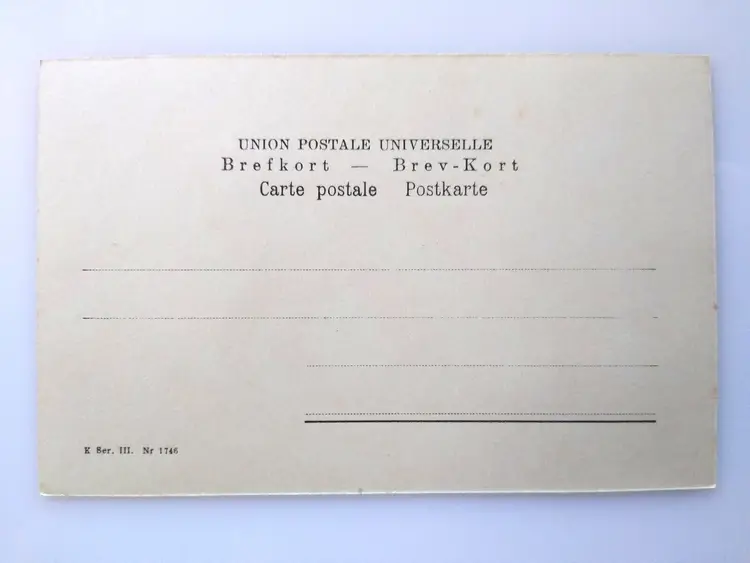 UNION POSTALE UNIVERSELLE
Brefkort — Brev-Kort
Carte postale Postkarte
K Ser. III. Nr 1746